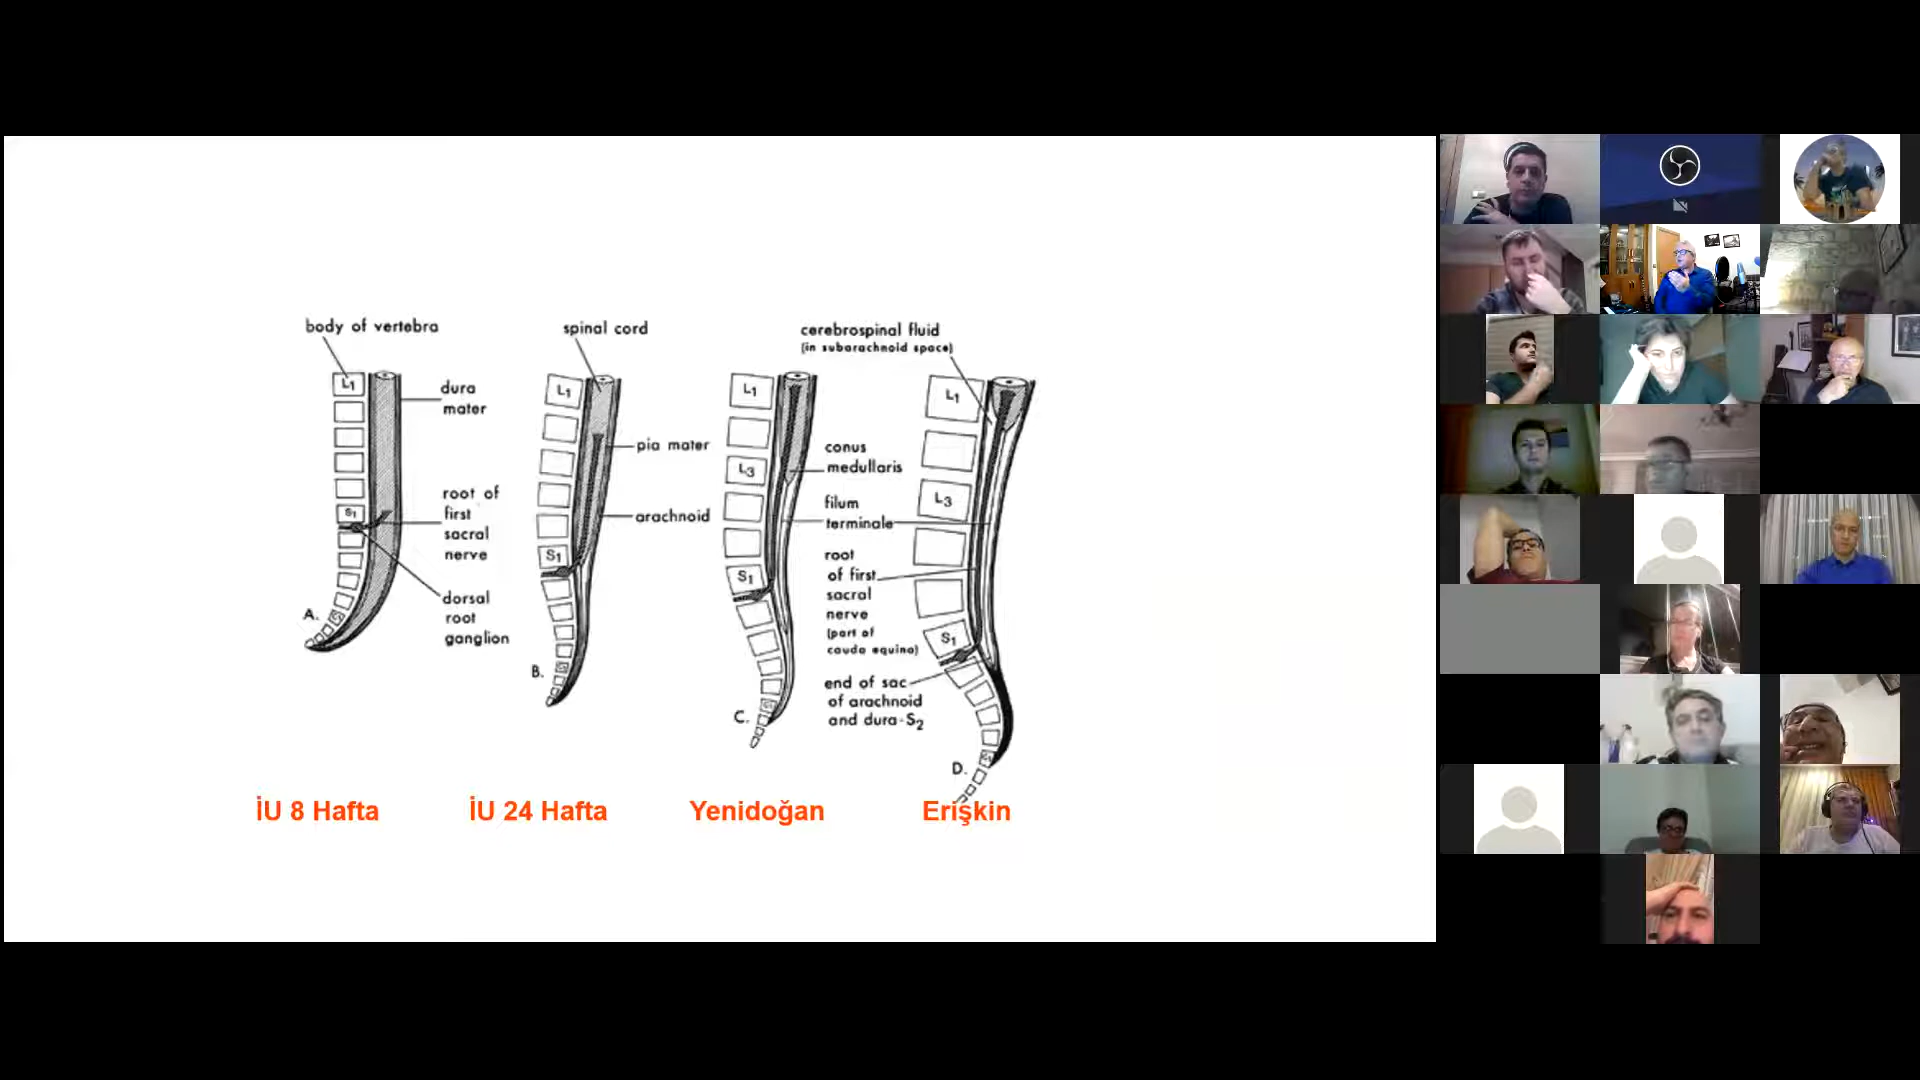 body of vertebra
spinal cord
cerebrospinal fluid
(in subarachnoid space)
L1
L1
L1
L1
dura
mater
pia mater
conus
medullaris
L3
L3
root of
first
sacral
nerve
filum
terminale
arachnoid
S1
S1
S1
S1
root
of first
sacral
nerve
(part of
cauda equina)
dorsal
root
ganglion
end of sac
of arachnoid
and dura-S2
A.
B.
C.
D.
İU 8 Hafta
İU 24 Hafta
Yenidoğan
Erişkin